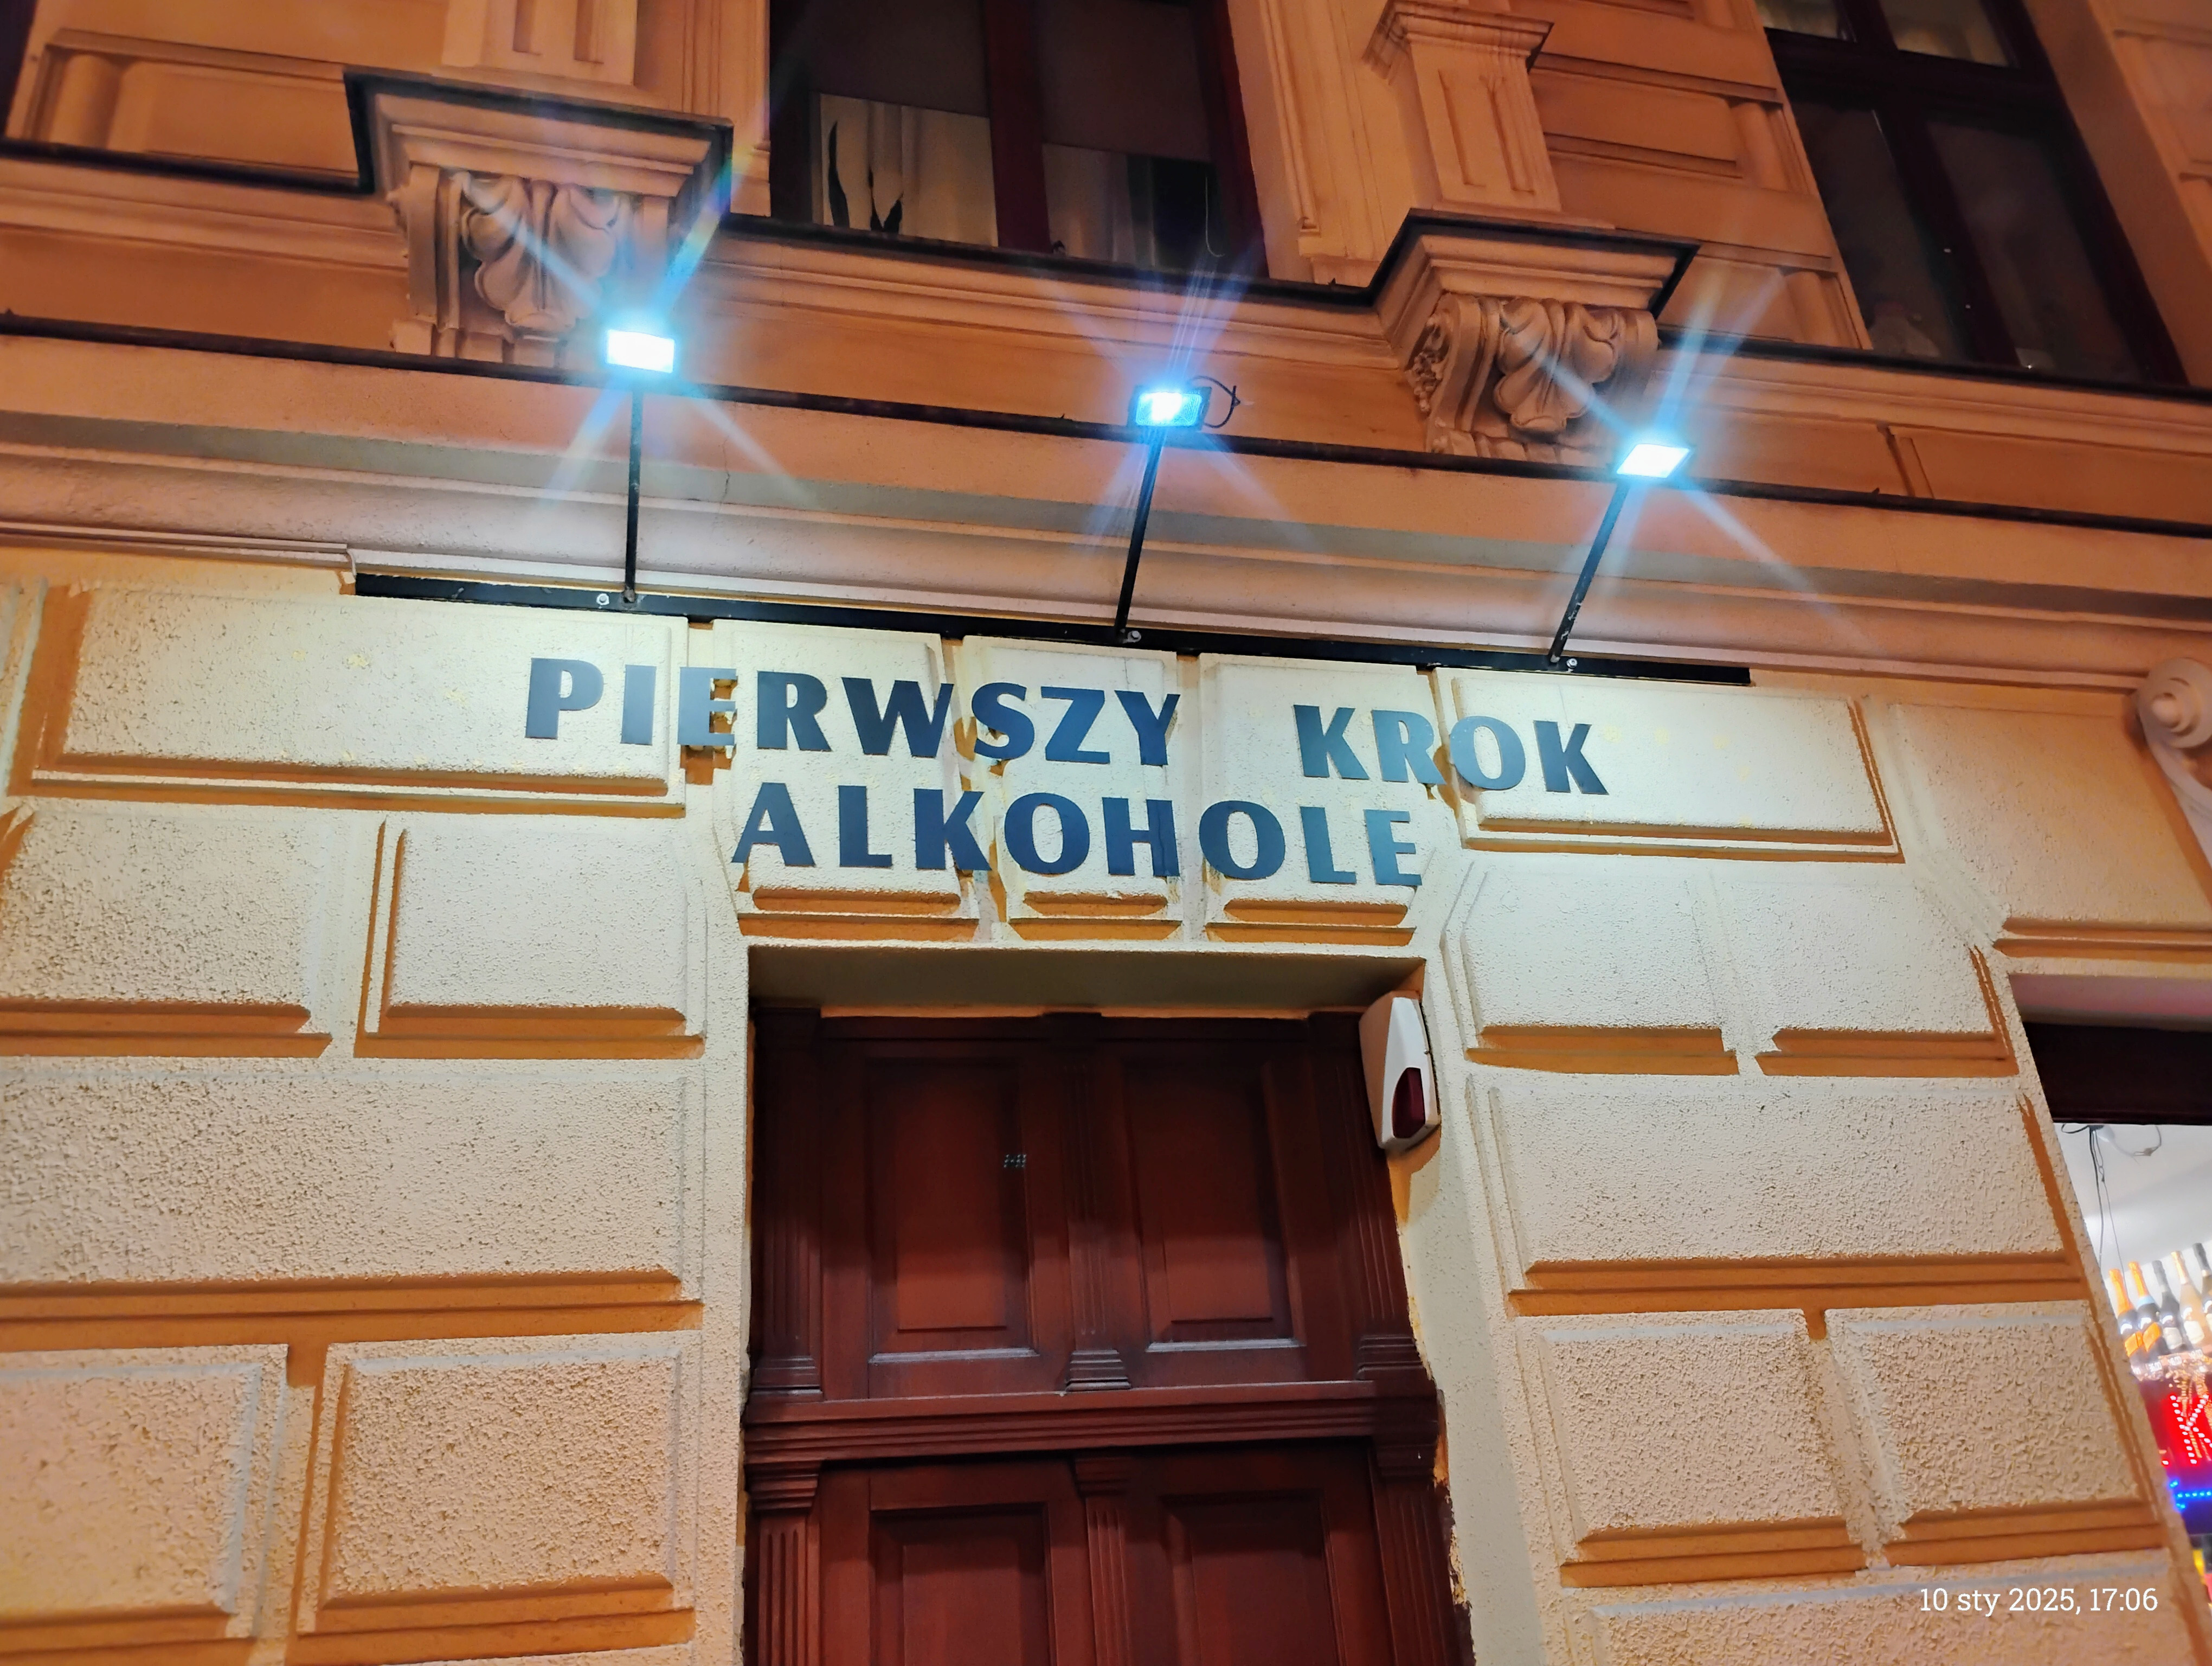 PIERWSZY KROK
ALKOHOLE
10 sty 2025, 17:06